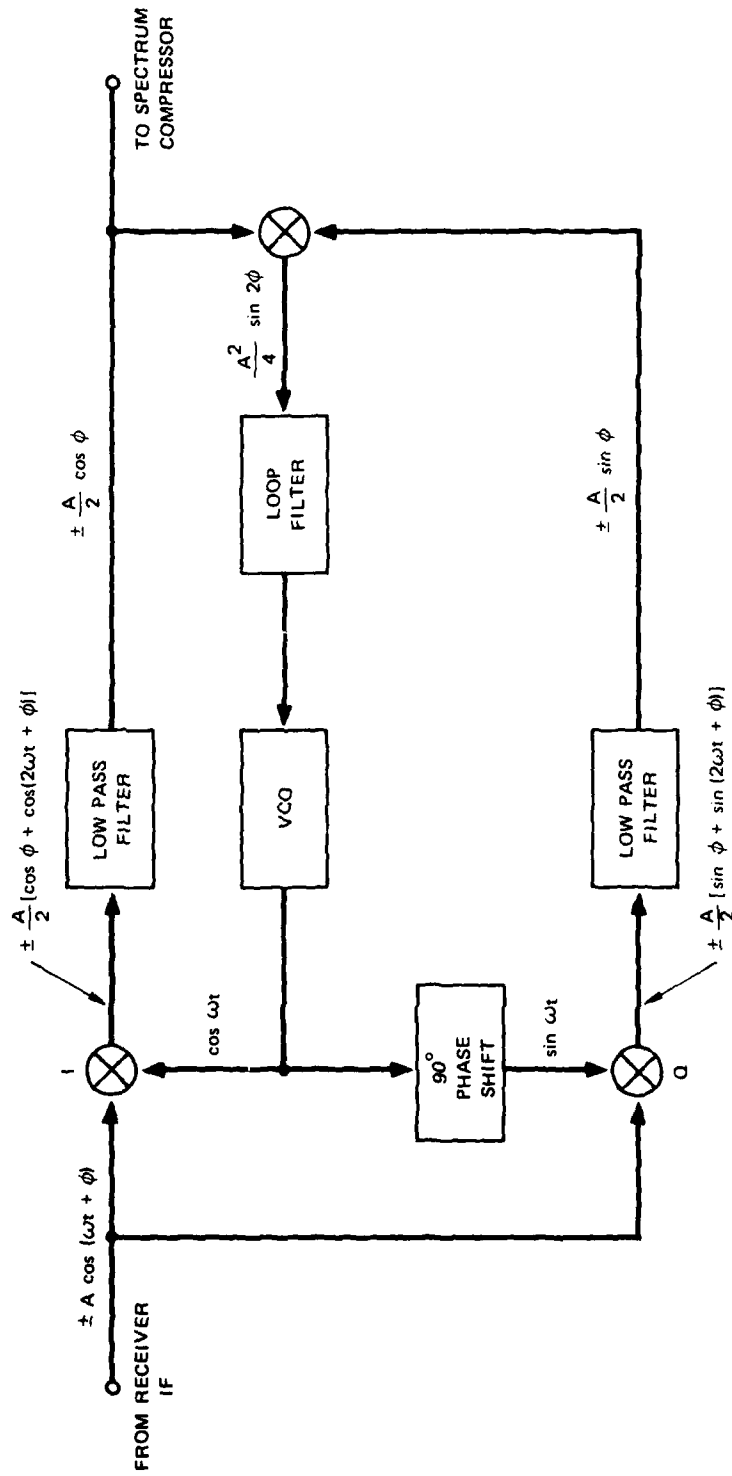 FROM RECEIVER
IF
± A cos (ωt + φ)
I
± A/2 [cos φ + cos(2ωt + φ)]
LOW PASS
FILTER
± A/2 cos φ
TO SPECTRUM
COMPRESSOR
cos ωt
VCO
LOOP
FILTER
A²/4 sin 2φ
90°
PHASE
SHIFT
sin ωt
Q
± A/2 [sin φ + sin (2ωt + φ)]
LOW PASS
FILTER
± A/2 sin φ